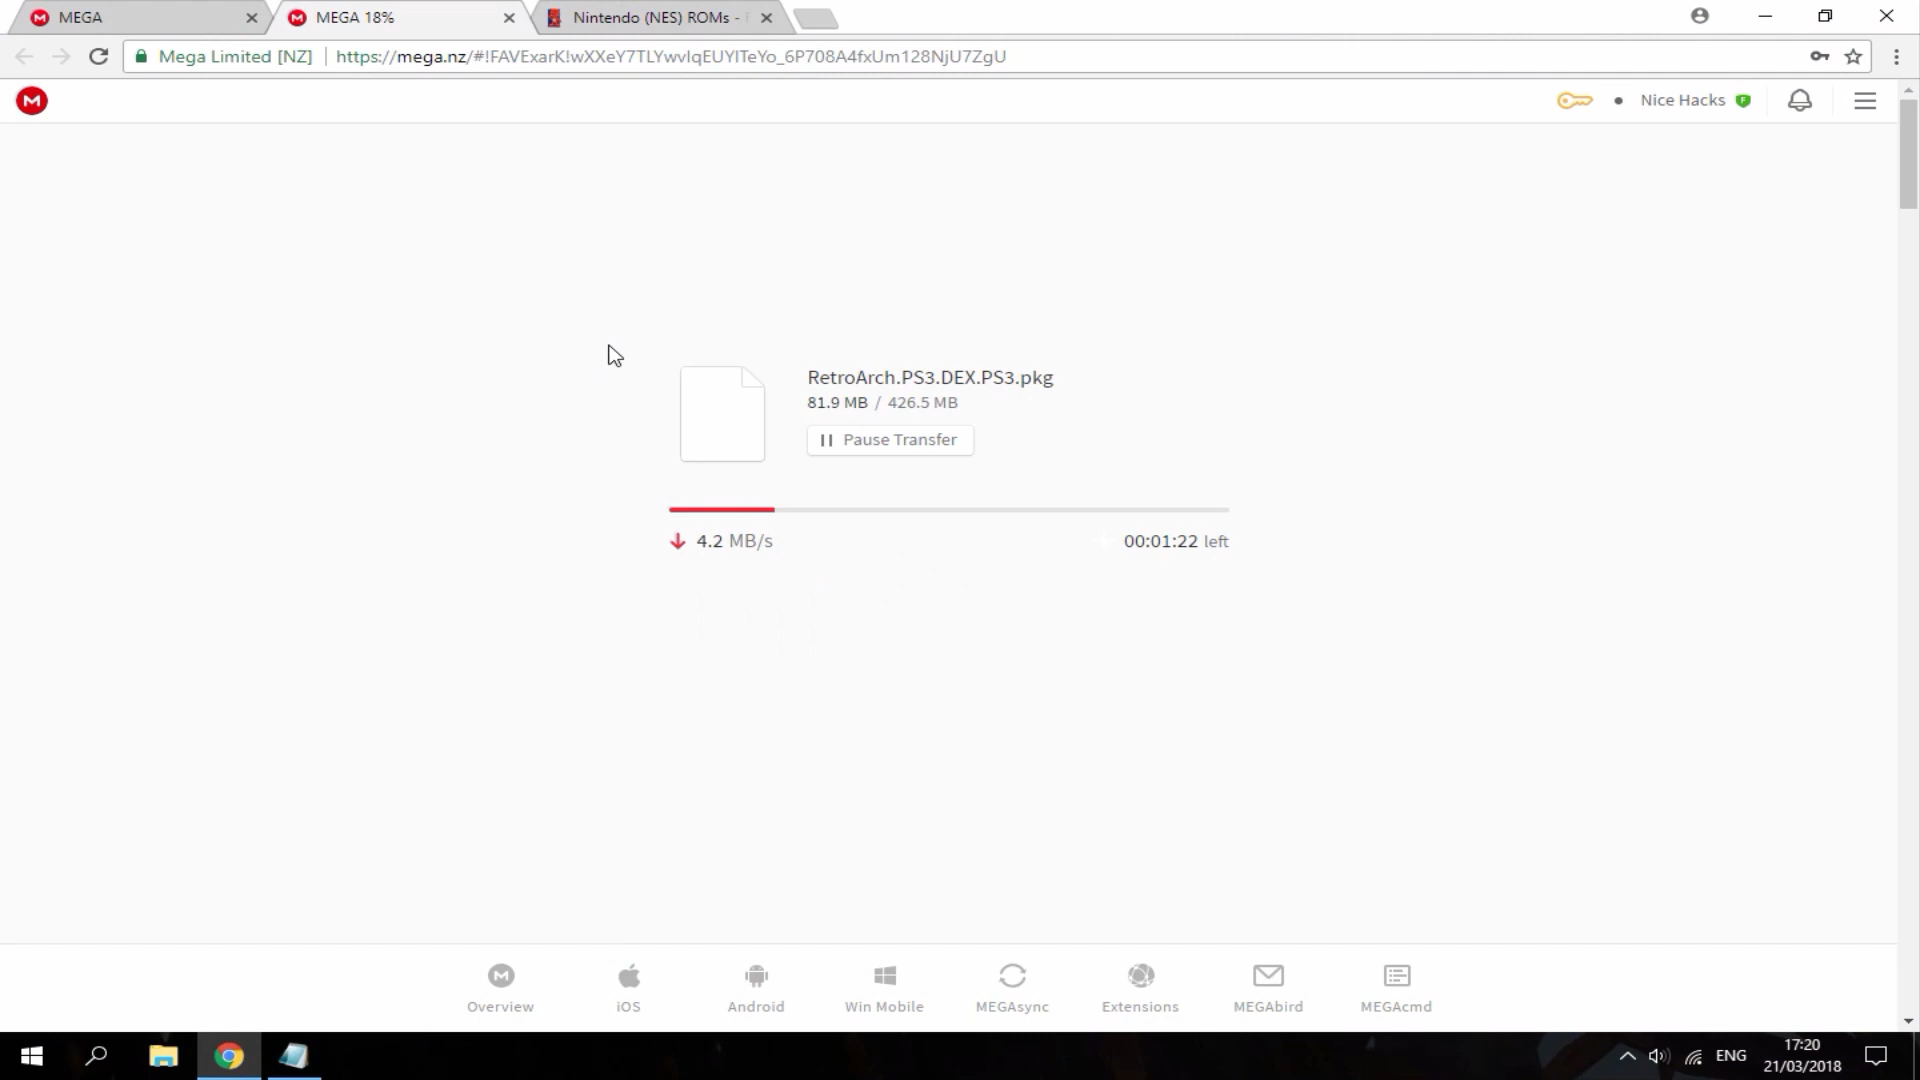 MEGA
MEGA 18%
Nintendo (NES) ROMs -
Mega Limited [NZ]
https://mega.nz/#!FAVExarK!wXXeY7TLYwvIqEUYlTeYo_6P708A4fxUm128NjU7ZgU
Nice Hacks
RetroArch.PS3.DEX.PS3.pkg
81.9 MB / 426.5 MB
Pause Transfer
4.2 MB/s
00:01:22 left
Overview
iOS
Android
Win Mobile
MEGAsync
Extensions
MEGAbird
MEGAcmd
ENG
17:20
21/03/2018